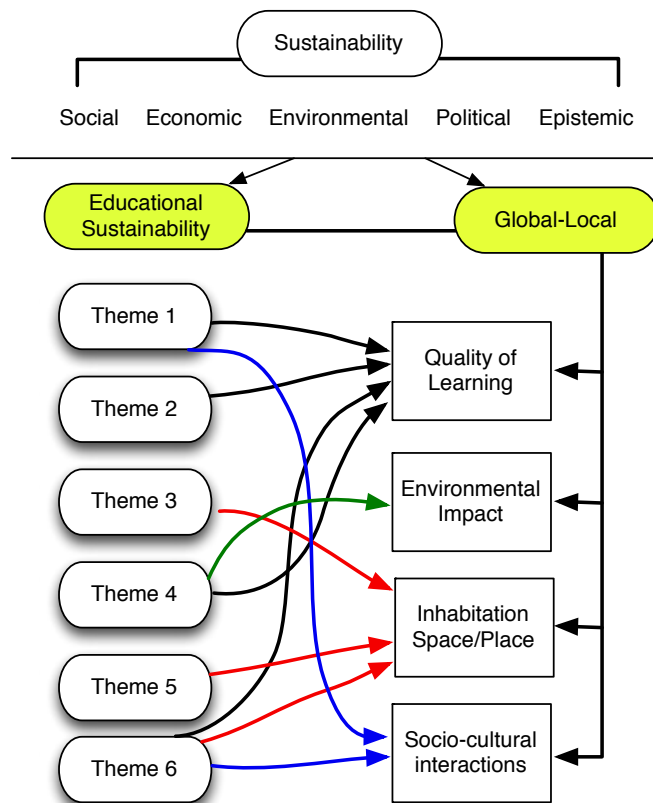 Sustainability
Social Economic Environmental Political Epistemic
Educational
Sustainability
Global-Local
Theme 1
Theme 2
Theme 3
Theme 4
Theme 5
Theme 6
Quality of
Learning
Environmental
Impact
Inhabitation
Space/Place
Socio-cultural
interactions